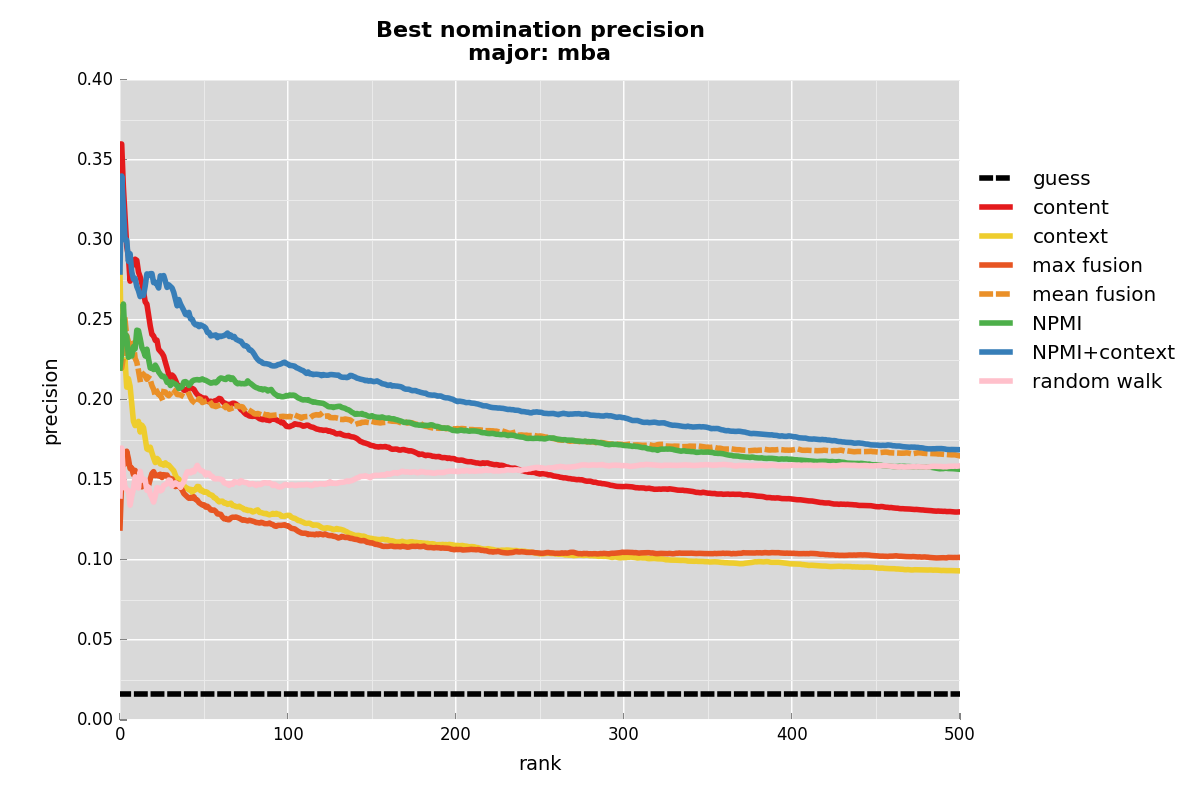 Best nomination precision
major: mba
precision
0.40
0.35
0.30
0.25
0.20
0.15
0.10
0.05
0.00
0
100
200
300
400
500
rank
guess
content
context
max fusion
mean fusion
NPMI
NPMI+context
random walk